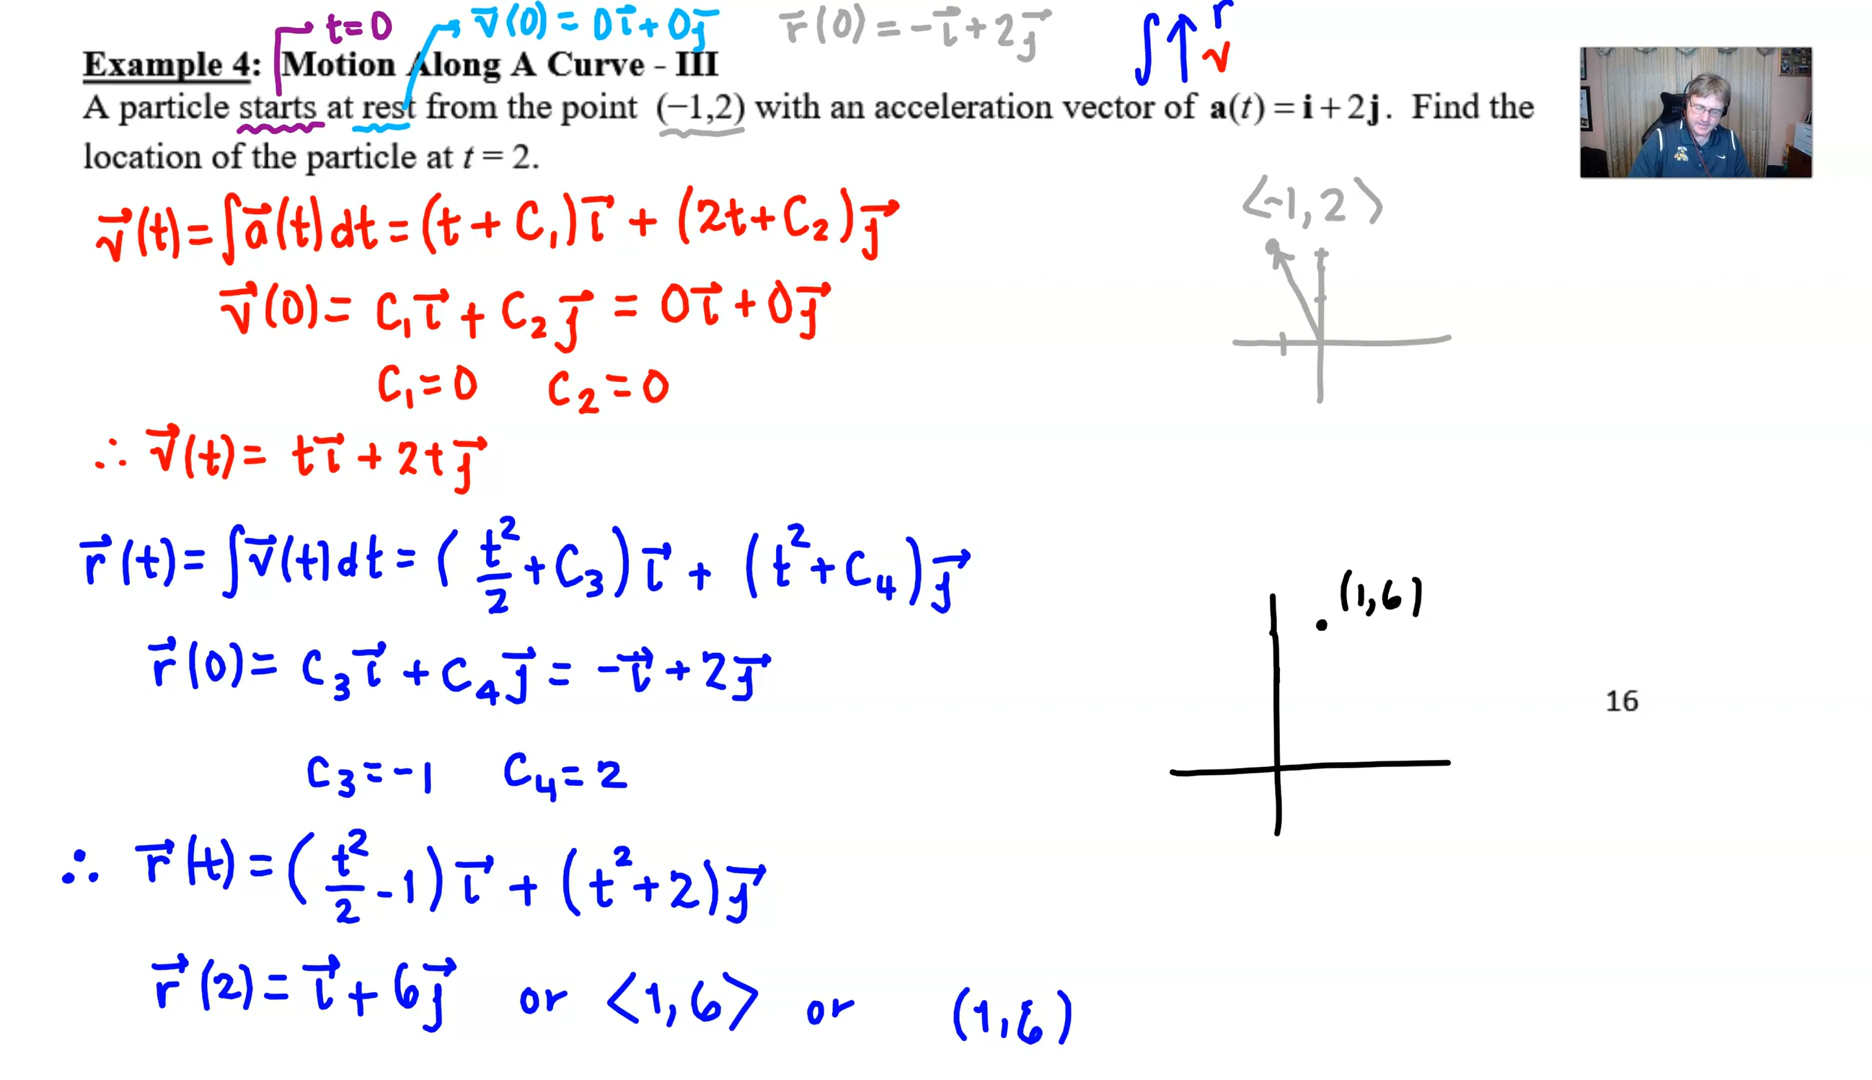 t=0
v⃗(0) = 0i⃗ + 0j⃗
r⃗(0) = -i⃗ + 2j⃗
∫ ↑ r
v
Example 4: Motion Along A Curve - III
A particle starts at rest from the point (−1,2) with an acceleration vector of a(t) = i + 2j. Find the
location of the particle at t = 2.
v⃗(t) = ∫a⃗(t)dt = (t + C₁)i⃗ + (2t + C₂)j⃗
<-1, 2>
v⃗(0) = C₁i⃗ + C₂j⃗ = 0i⃗ + 0j⃗
C₁ = 0 C₂ = 0
∴ v⃗(t) = ti⃗ + 2tj⃗
r⃗(t) = ∫v⃗(t)dt = (t²/2 + C₃)i⃗ + (t² + C₄)j⃗
(1,6)
r⃗(0) = C₃i⃗ + C₄j⃗ = -i⃗ + 2j⃗
16
C₃ = -1 C₄ = 2
∴ r⃗(t) = (t²/2 - 1)i⃗ + (t² + 2)j⃗
r⃗(2) = i⃗ + 6j⃗ or <1,6> or (1,6)